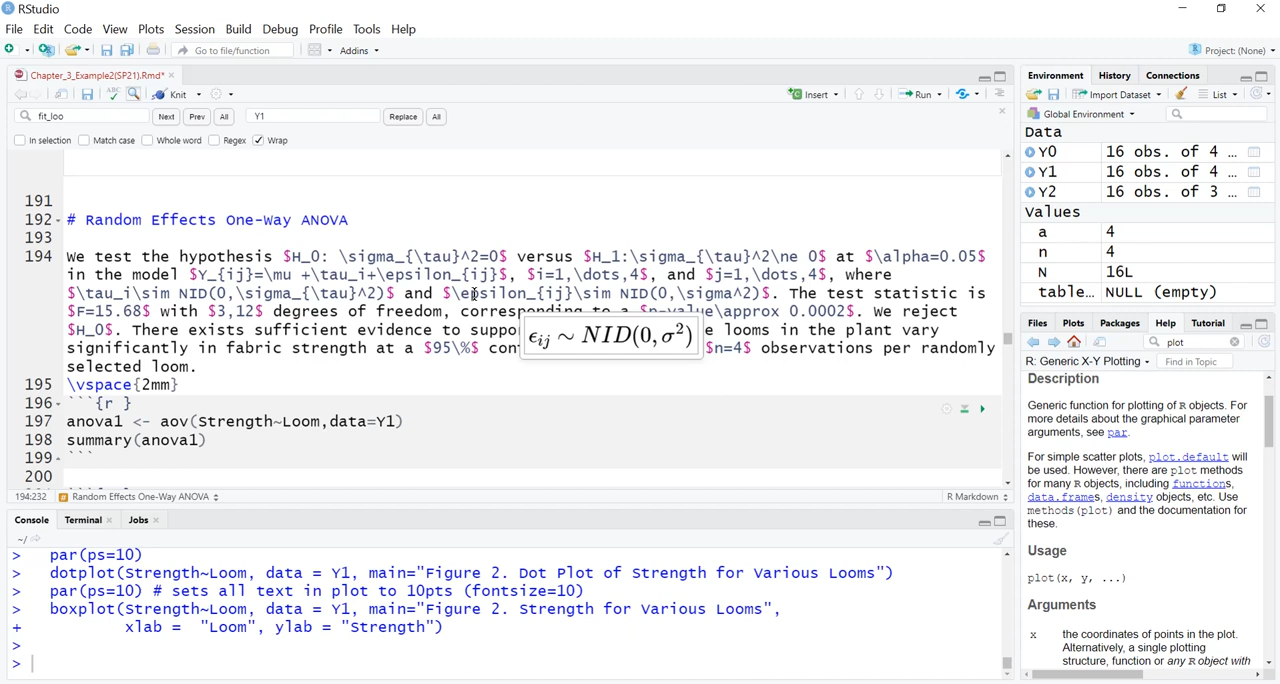 RStudio
File Edit Code View Plots Session Build Debug Profile Tools Help
Go to file/function Addins Project: (None)
Chapter_3_Example2(SP21).Rmd*
ABC Knit Insert Run
fit_loo Next Prev All Y1 Replace All
In selection Match case Whole word Regex Wrap
191
192 # Random Effects One-Way ANOVA
193
194 We test the hypothesis $H_0: \sigma_{\tau}^2=0$ versus $H_1:\sigma_{\tau}^2\ne 0$ at $\alpha=0.05$
in the model $Y_{ij}=\mu +\tau_i+\epsilon_{ij}$, $i=1,\dots,4$, and $j=1,\dots,4$, where
$\tau_i\sim NID(0,\sigma_{\tau}^2)$ and $\epsilon_{ij}\sim NID(0,\sigma^2)$. The test statistic is
$F=15.68$ with $3,12$ degrees of freedom, corresponding to a $p-value\approx 0.0002$. We reject
$H_0$. There exists sufficient evidence to suppo e looms in the plant vary
ϵij ∼ NID(0, σ²)
significantly in fabric strength at a $95\%$ con $n=4$ observations per randomly
selected loom.
195 \vspace{2mm}
196 ```{r }
197 anova1 <- aov(Strength~Loom,data=Y1)
198 summary(anova1)
199 ```
200
194:232 Random Effects One-Way ANOVA R Markdown
Console Terminal Jobs
~/
> par(ps=10)
> dotplot(Strength~Loom, data = Y1, main="Figure 2. Dot Plot of Strength for Various Looms")
> par(ps=10) # sets all text in plot to 10pts (fontsize=10)
> boxplot(Strength~Loom, data = Y1, main="Figure 2. Strength for Various Looms",
+ xlab = "Loom", ylab = "Strength")
>
>
Environment History Connections
Import Dataset List
Global Environment
Data
Y0 16 obs. of 4 …
Y1 16 obs. of 4 …
Y2 16 obs. of 3 …
Values
a 4
n 4
N 16L
table… NULL (empty)
Files Plots Packages Help Tutorial
plot
R: Generic X-Y Plotting Find in Topic
Description
Generic function for plotting of R objects. For
more details about the graphical parameter
arguments, see par.
For simple scatter plots, plot.default will
be used. However, there are plot methods
for many R objects, including functions,
data.frames, density objects, etc. Use
methods(plot) and the documentation for
these.
Usage
plot(x, y, ...)
Arguments
x the coordinates of points in the plot.
Alternatively, a single plotting
structure, function or any R object with